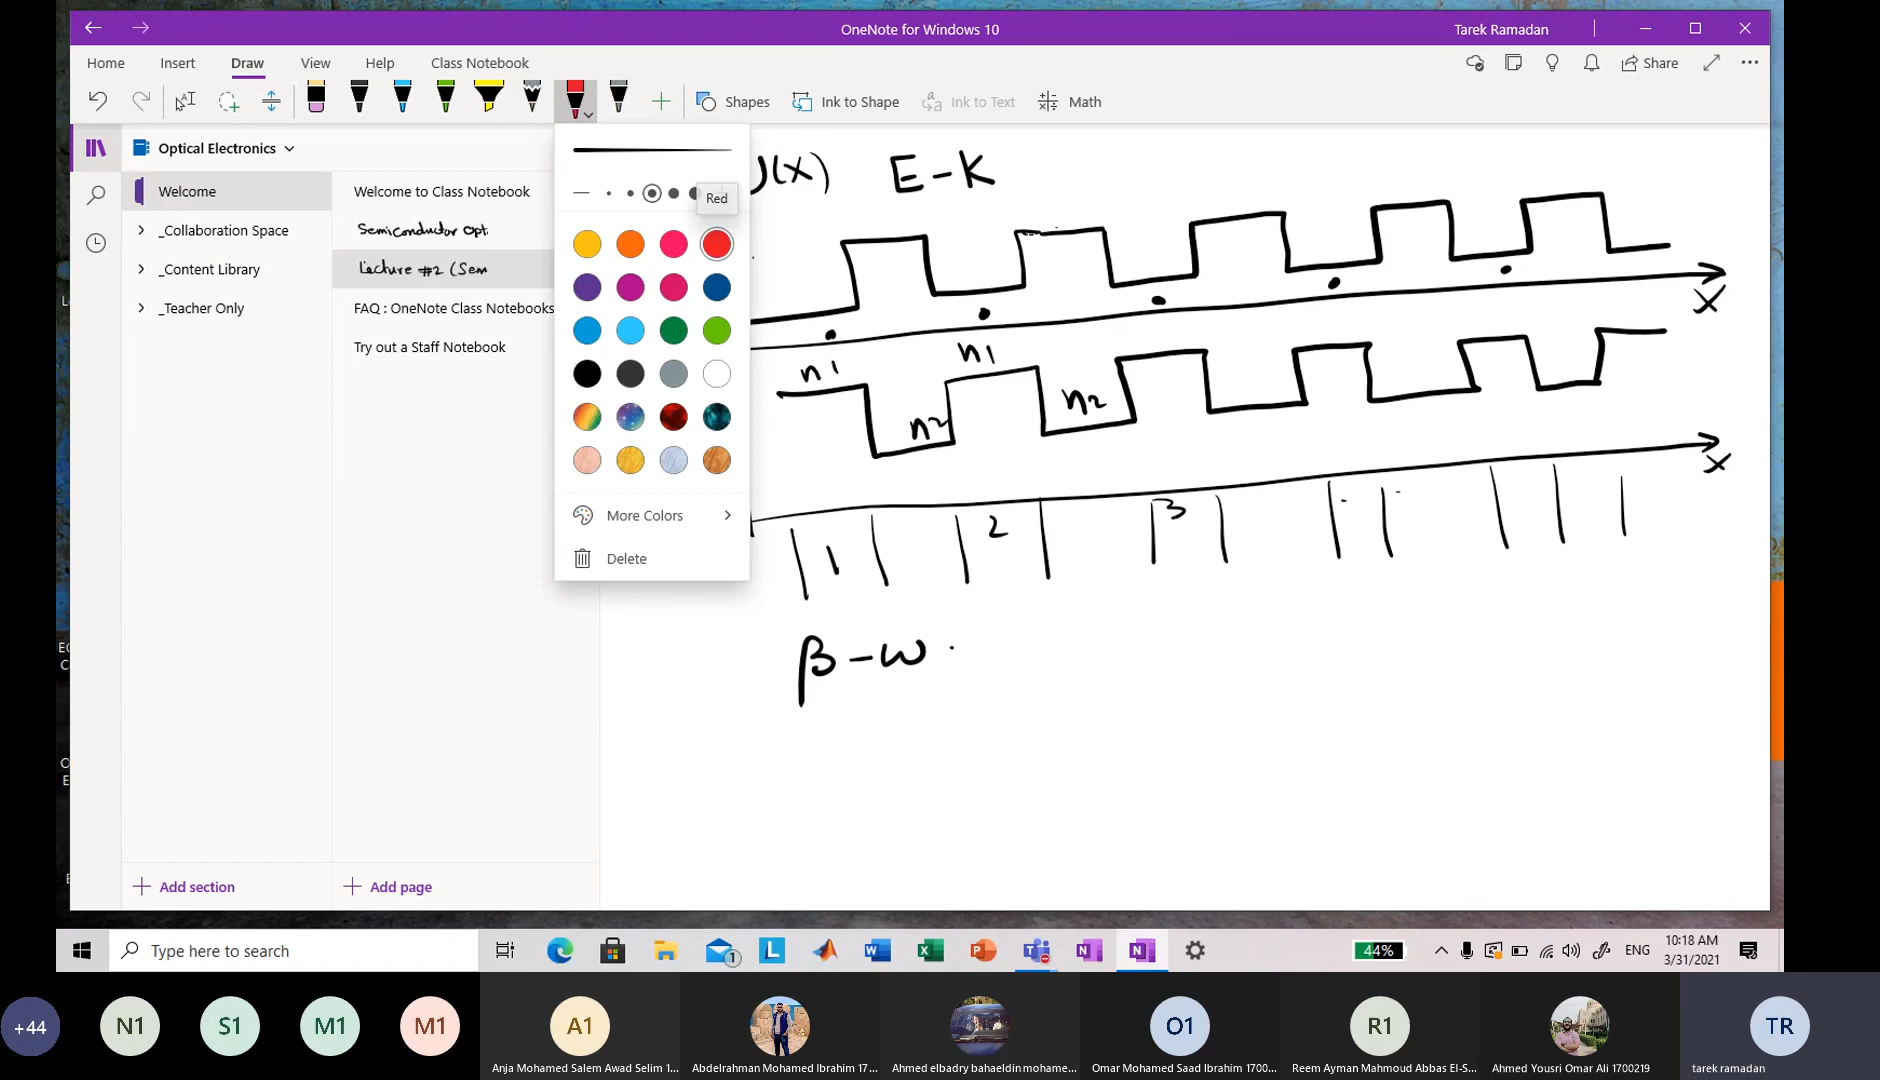 OneNote for Windows 10
Tarek Ramadan
Home Insert Draw View Help Class Notebook
Share
Shapes
Ink to Shape
Ink to Text
Math
Optical Electronics
Welcome
_Collaboration Space
_Content Library
_Teacher Only
Add section
Welcome to Class Notebook
Semiconductor Opti
Lecture #2 (Sem
FAQ : OneNote Class Notebooks
Try out a Staff Notebook
Add page
Red
More Colors
Delete
U(X) E-K
X
n1 n1
n2 n2
X
1 2 3
β-ω
Type here to search
1
44%
ENG
10:18 AM
3/31/2021
+44
N1
S1
M1
M1
A1
Anja Mohamed Salem Awad Selim 1...
Abdelrahman Mohamed Ibrahim 17...
Ahmed elbadry bahaeldin mohame...
O1
Omar Mohamed Saad Ibrahim 1700...
R1
Reem Ayman Mahmoud Abbas El-S...
Ahmed Yousri Omar Ali 1700219
TR
tarek ramadan